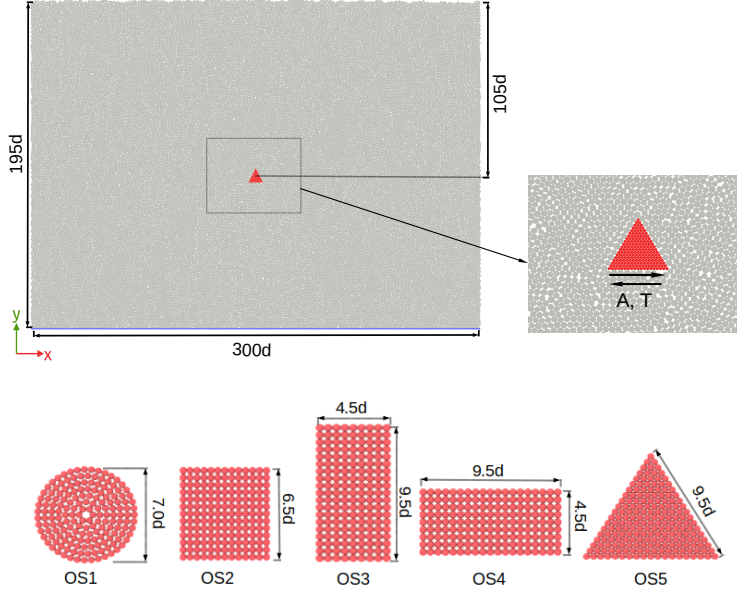 105d
195d
A, T
y
x
300d
4.5d
9.5d
7.0d
6.5d
9.5d
4.5d
9.5d
OS1
OS2
OS3
OS4
OS5